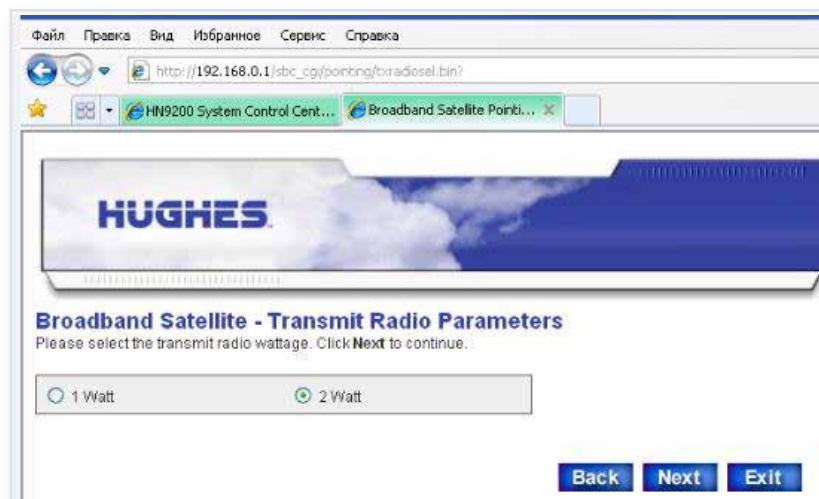 Файл Правка Вид Избранное Сервис Справка
http://192.168.0.1/sbc_cg/pointing/txradiosel.bin?
HN9200 System Control Cent... Broadband Satellite Pointi...
HUGHES
Broadband Satellite - Transmit Radio Parameters
Please select the transmit radio wattage. Click Next to continue.
1 Watt 2 Watt
Back Next Exit